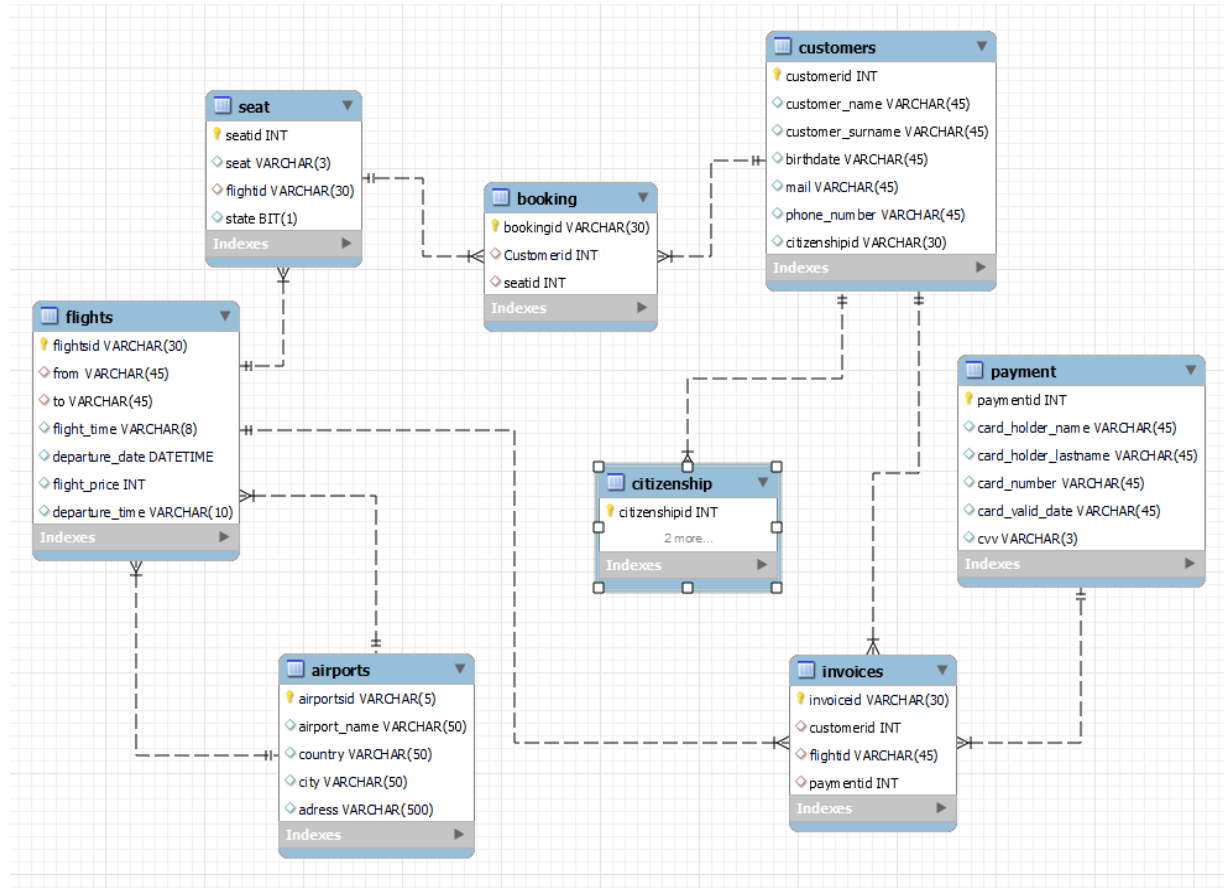 customers
customerid INT
customer_name VARCHAR(45)
customer_surname VARCHAR(45)
birthdate VARCHAR(45)
mail VARCHAR(45)
phone_number VARCHAR(45)
citizenshipid VARCHAR(30)
Indexes
seat
seatid INT
seat VARCHAR(3)
flightid VARCHAR(30)
state BIT(1)
Indexes
booking
bookingid VARCHAR(30)
Customerid INT
seatid INT
Indexes
flights
flightsid VARCHAR(30)
from VARCHAR(45)
to VARCHAR(45)
flight_time VARCHAR(8)
departure_date DATETIME
flight_price INT
departure_time VARCHAR(10)
Indexes
payment
paymentid INT
card_holder_name VARCHAR(45)
card_holder_lastname VARCHAR(45)
card_number VARCHAR(45)
card_valid_date VARCHAR(45)
cvv VARCHAR(3)
Indexes
citizenship
citizenshipid INT
2 more...
Indexes
airports
airportsid VARCHAR(5)
airport_name VARCHAR(50)
country VARCHAR(50)
city VARCHAR(50)
adress VARCHAR(500)
Indexes
invoices
invoiceid VARCHAR(30)
customerid INT
flightid VARCHAR(45)
paymentid INT
Indexes